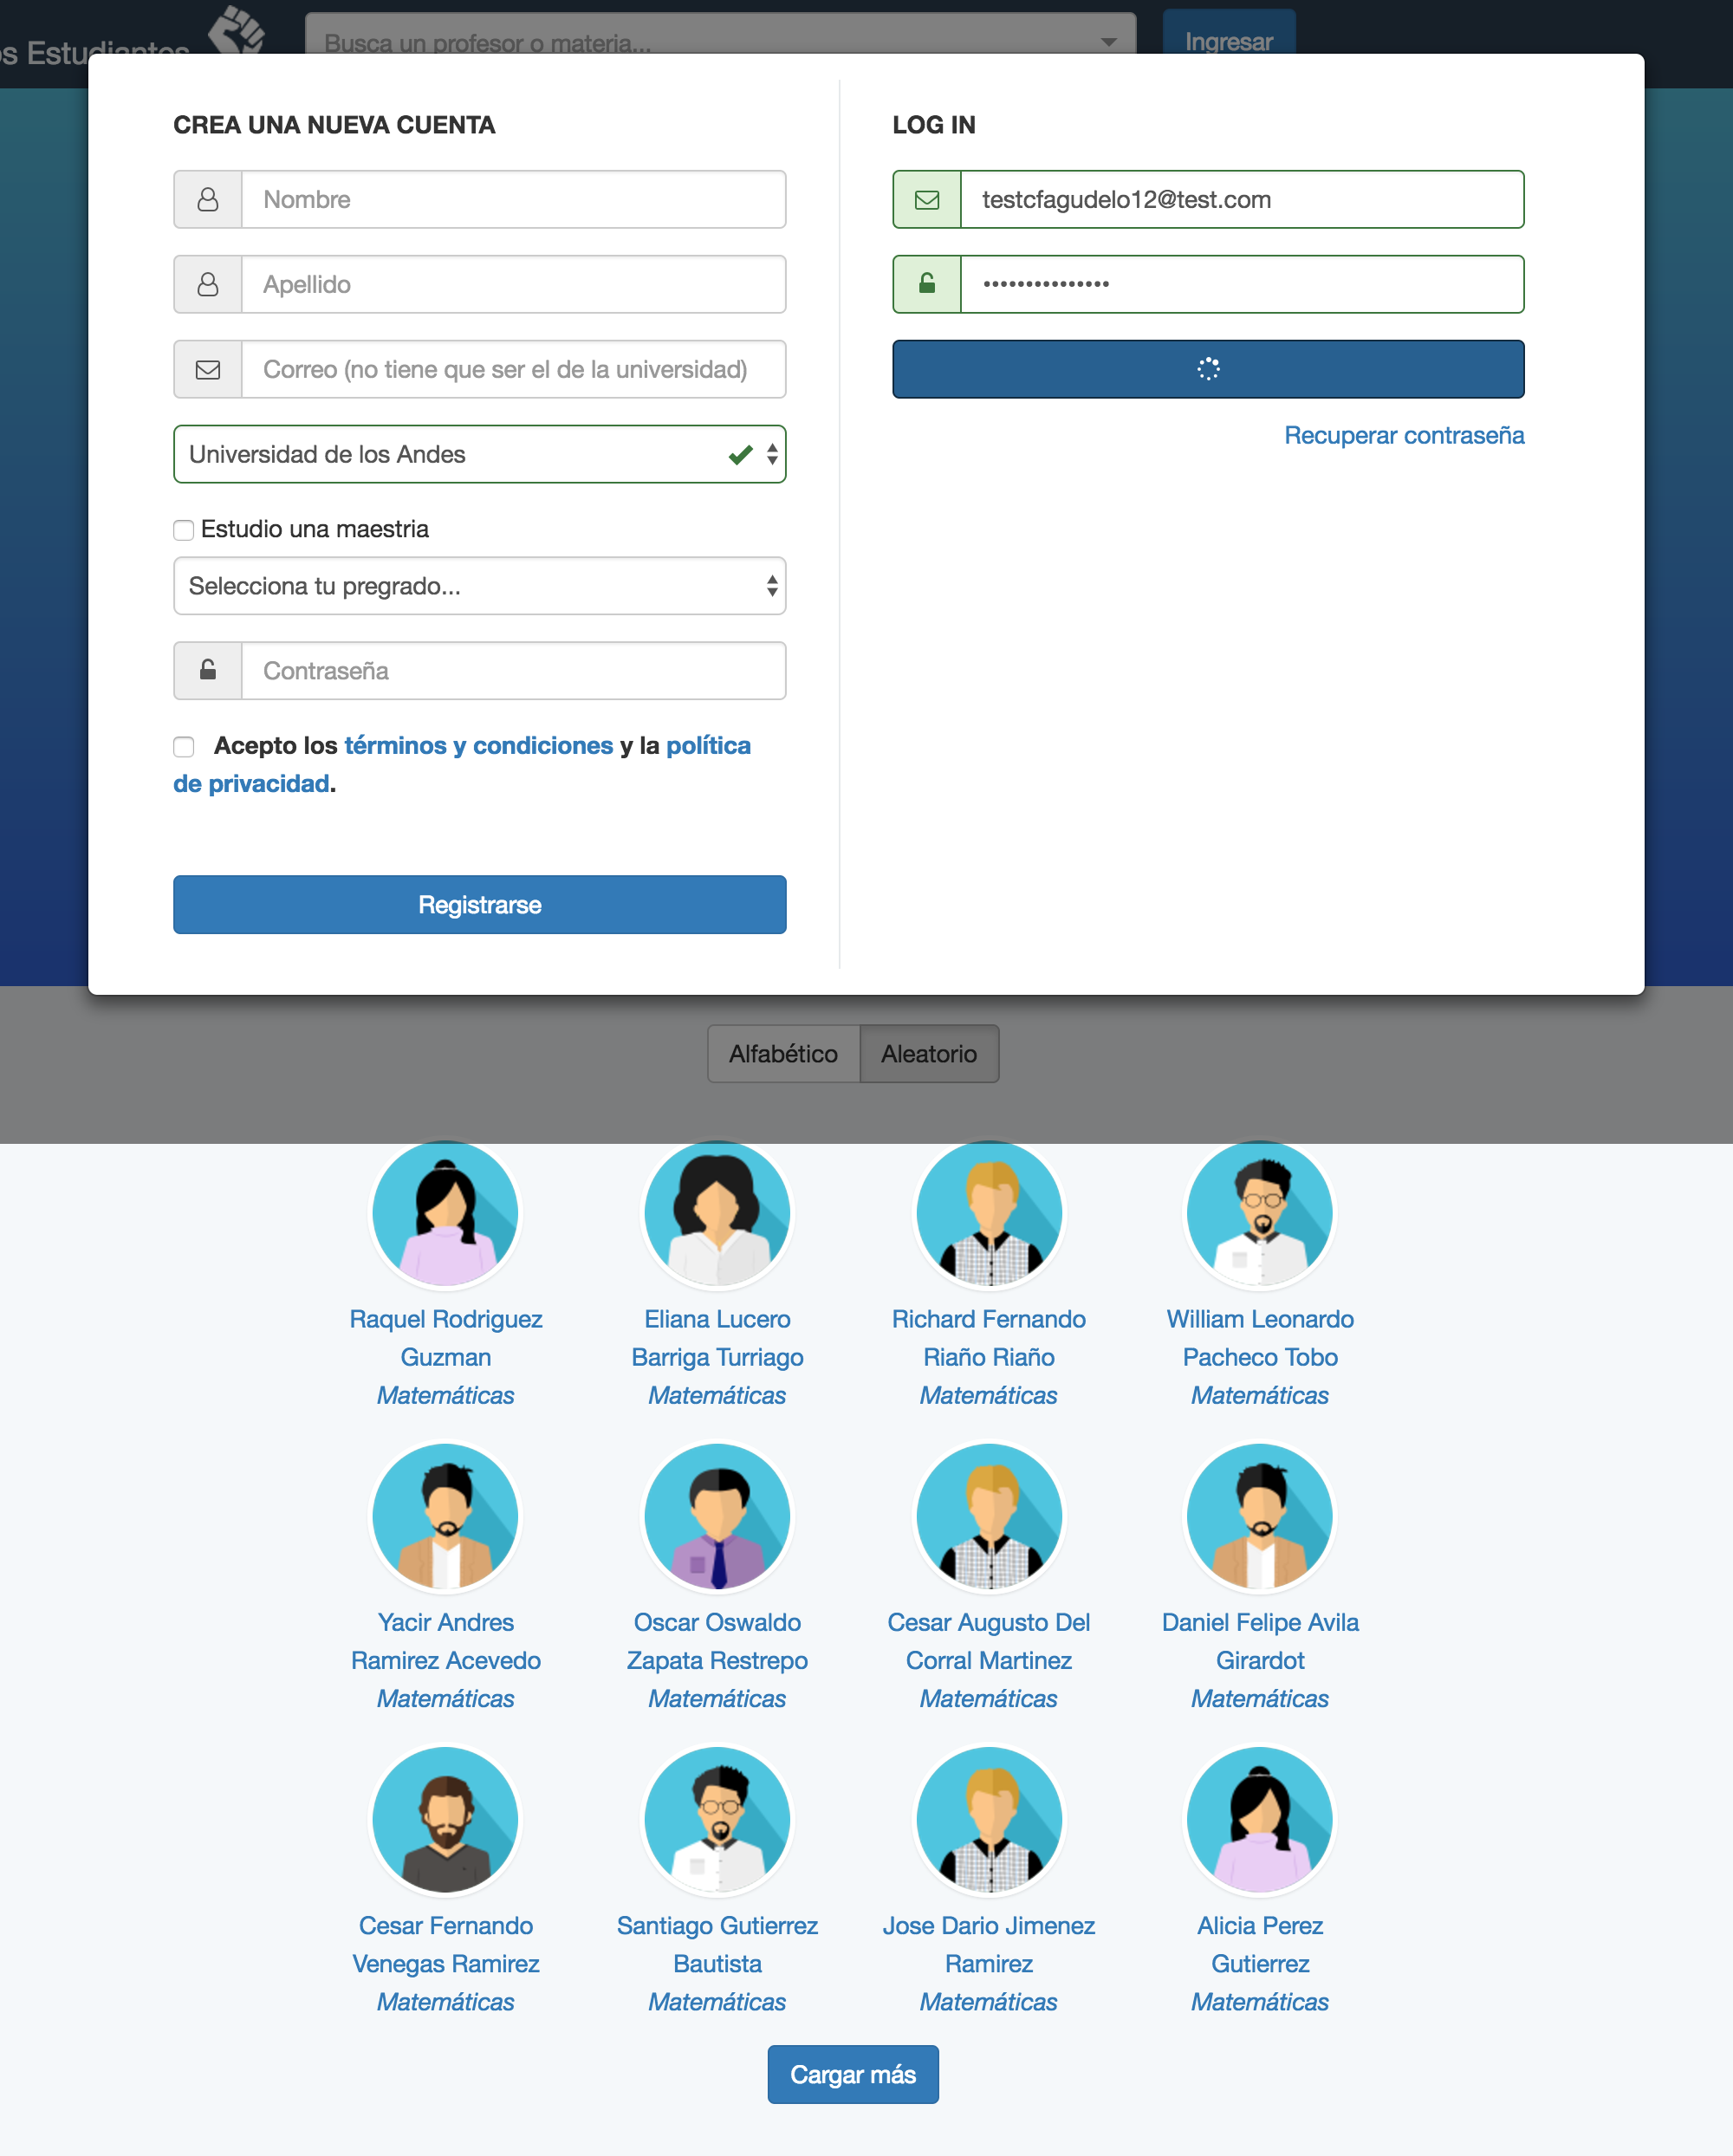 os Estudiantes
Busca un profesor o materia...
Ingresar
CREA UNA NUEVA CUENTA
Nombre
Apellido
Correo (no tiene que ser el de la universidad)
Universidad de los Andes
Estudio una maestria
Selecciona tu pregrado...
Contraseña
Acepto los términos y condiciones y la política
de privacidad.
Registrarse
LOG IN
testcfagudelo12@test.com
•••••••••••••••
Recuperar contraseña
Alfabético
Aleatorio
Raquel Rodriguez
Guzman
Matemáticas
Eliana Lucero
Barriga Turriago
Matemáticas
Richard Fernando
Riaño Riaño
Matemáticas
William Leonardo
Pacheco Tobo
Matemáticas
Yacir Andres
Ramirez Acevedo
Matemáticas
Oscar Oswaldo
Zapata Restrepo
Matemáticas
Cesar Augusto Del
Corral Martinez
Matemáticas
Daniel Felipe Avila
Girardot
Matemáticas
Cesar Fernando
Venegas Ramirez
Matemáticas
Santiago Gutierrez
Bautista
Matemáticas
Jose Dario Jimenez
Ramirez
Matemáticas
Alicia Perez
Gutierrez
Matemáticas
Cargar más